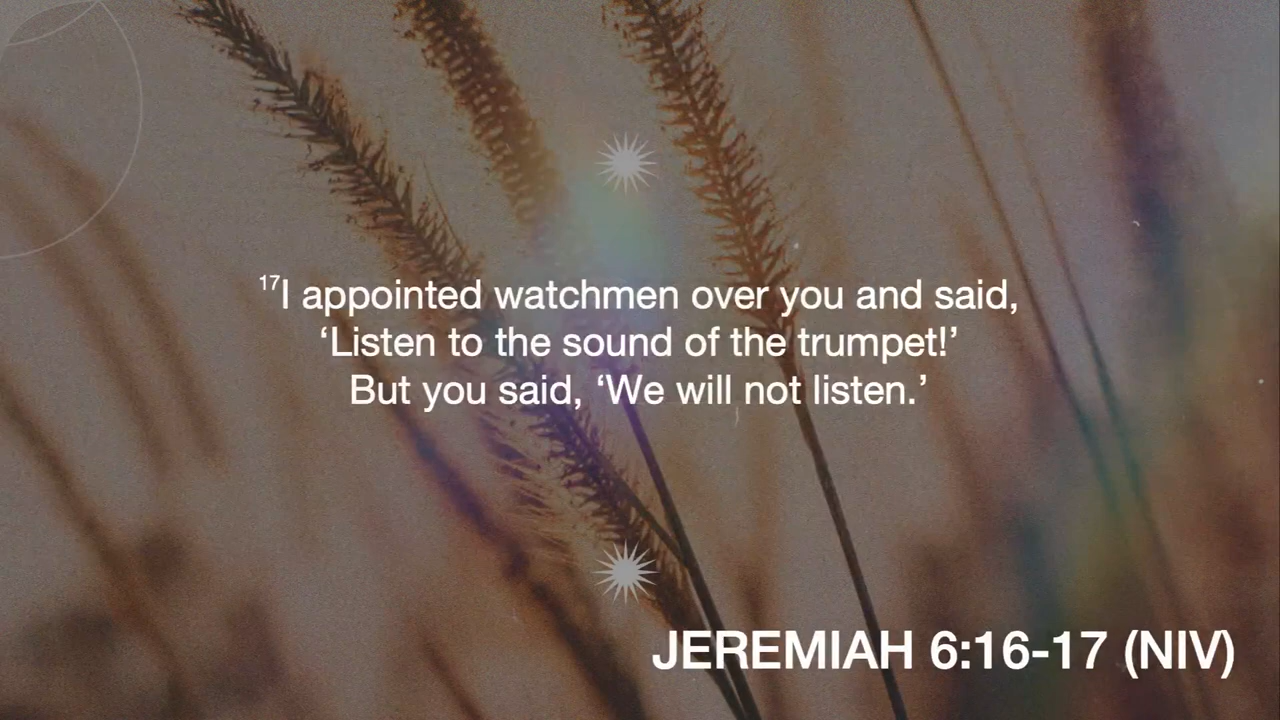 ¹⁷I appointed watchmen over you and said,
‘Listen to the sound of the trumpet!’
But you said, ‘We will not listen.’
JEREMIAH 6:16-17 (NIV)